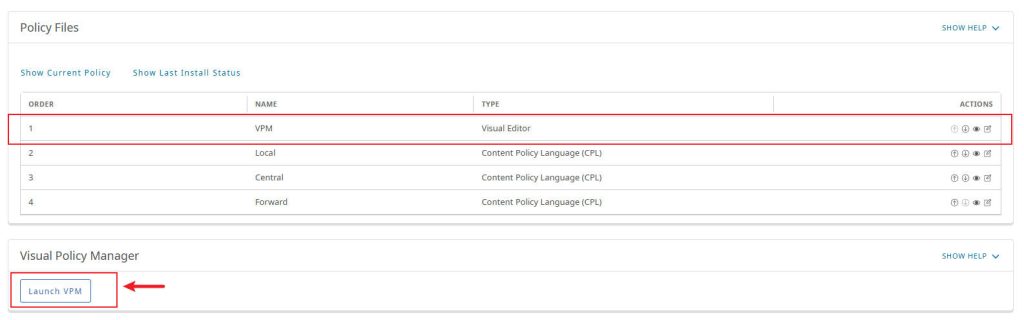 Policy Files SHOW HELP
Show Current Policy Show Last Install Status
ORDER NAME TYPE ACTIONS
1 VPM Visual Editor
2 Local Content Policy Language (CPL)
3 Central Content Policy Language (CPL)
4 Forward Content Policy Language (CPL)
Visual Policy Manager SHOW HELP
Launch VPM